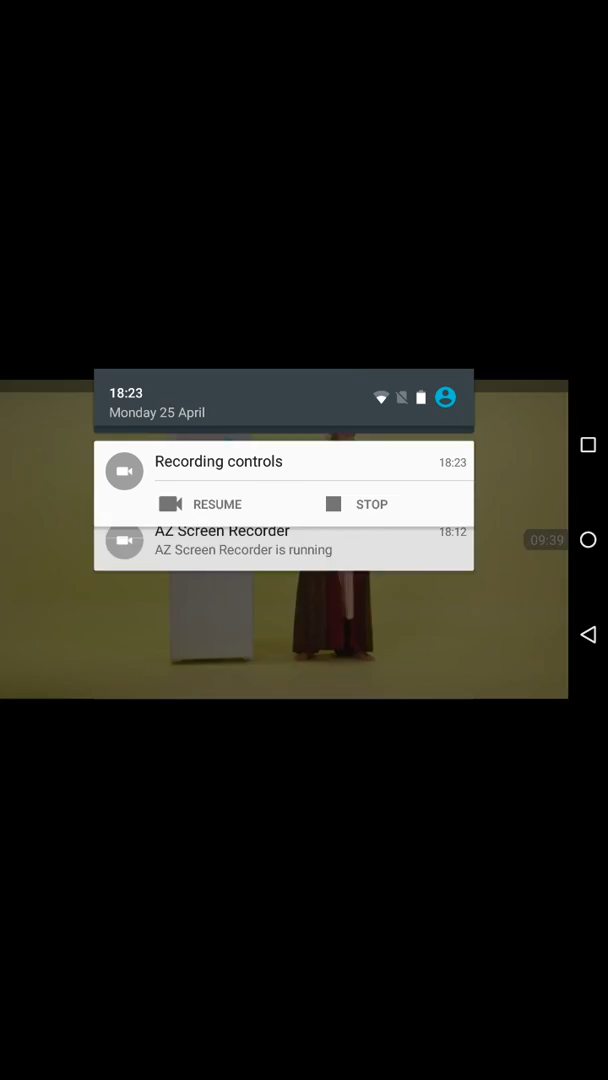 18:23
Monday 25 April
Recording controls
18:23
RESUME
STOP
AZ Screen Recorder
18:12
AZ Screen Recorder is running
09:39